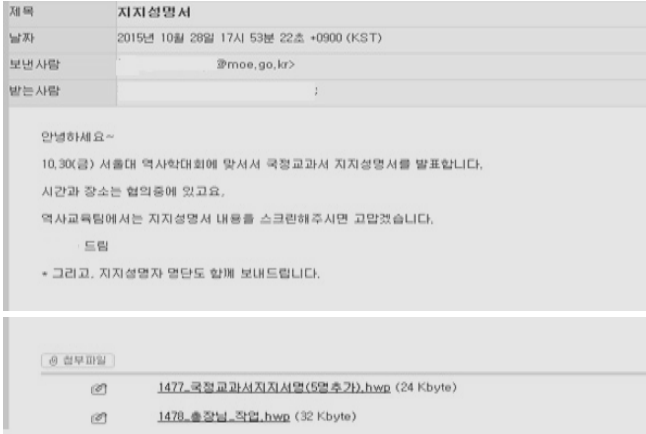 제목 지지성명서
날짜 2015년 10월 28일 17시 53분 22초 +0900 (KST)
보낸사람 @moe.go.kr>
받는사람 ;
안녕하세요~
10.30(금) 서울대 역사학대회에 맞서서 국정교과서 지지성명서를 발표합니다.
시간과 장소는 협의중에 있고요.
역사교육팀에서는 지지성명서 내용을 스크린해주시면 고맙겠습니다.
드림
* 그리고, 지지성명자 명단도 함께 보내드립니다.
첨부파일
1477_국정교과서지지서명(5명추가).hwp (24 Kbyte)
1478_총장님_작업.hwp (32 Kbyte)